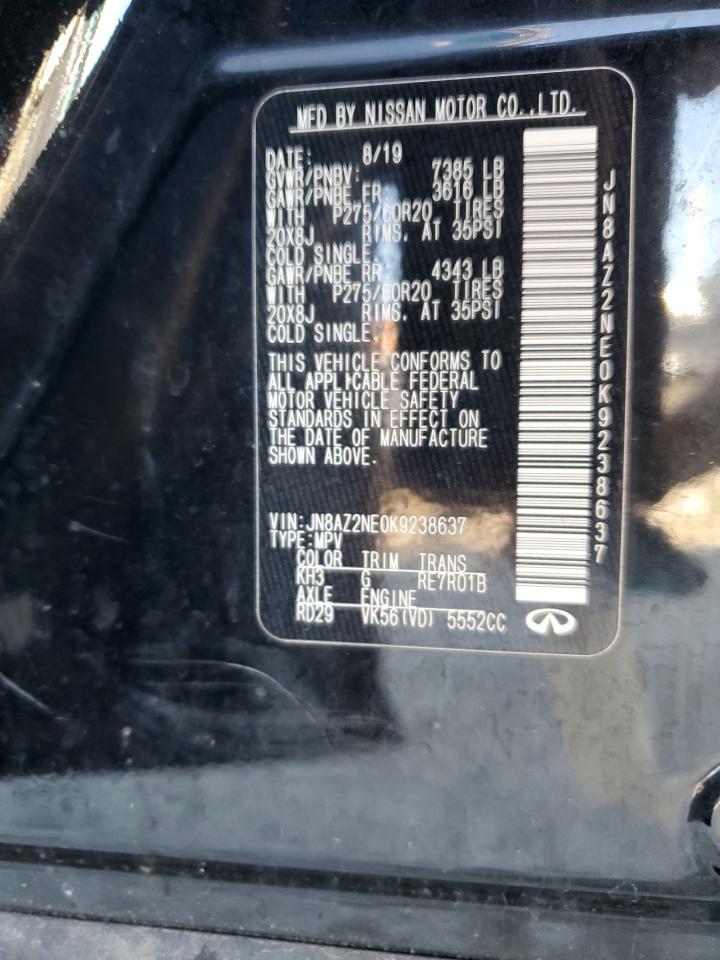 MFD BY NISSAN MOTOR CO.,LTD.
DATE: 8/19
GVWR/PNBV: 7385 LB
GAWR/PNBE FR 3616 LB
WITH P275/60R20 TIRES
20X8J RIMS, AT 35PSI
COLD SINGLE.
GAWR/PNBE RR 4343 LB
WITH P275/60R20 TIRES
20X8J RIMS, AT 35PSI
COLD SINGLE.
THIS VEHICLE CONFORMS TO
ALL APPLICABLE FEDERAL
MOTOR VEHICLE SAFETY
STANDARDS IN EFFECT ON
THE DATE OF MANUFACTURE
SHOWN ABOVE.
VIN:JN8AZ2NE0K9238637
TYPE:MPV
COLOR TRIM TRANS
KH3 G RE7R01B
AXLE ENGINE
RD29 VK56(VD) 5552CC
JN8AZ2NE0K9238637